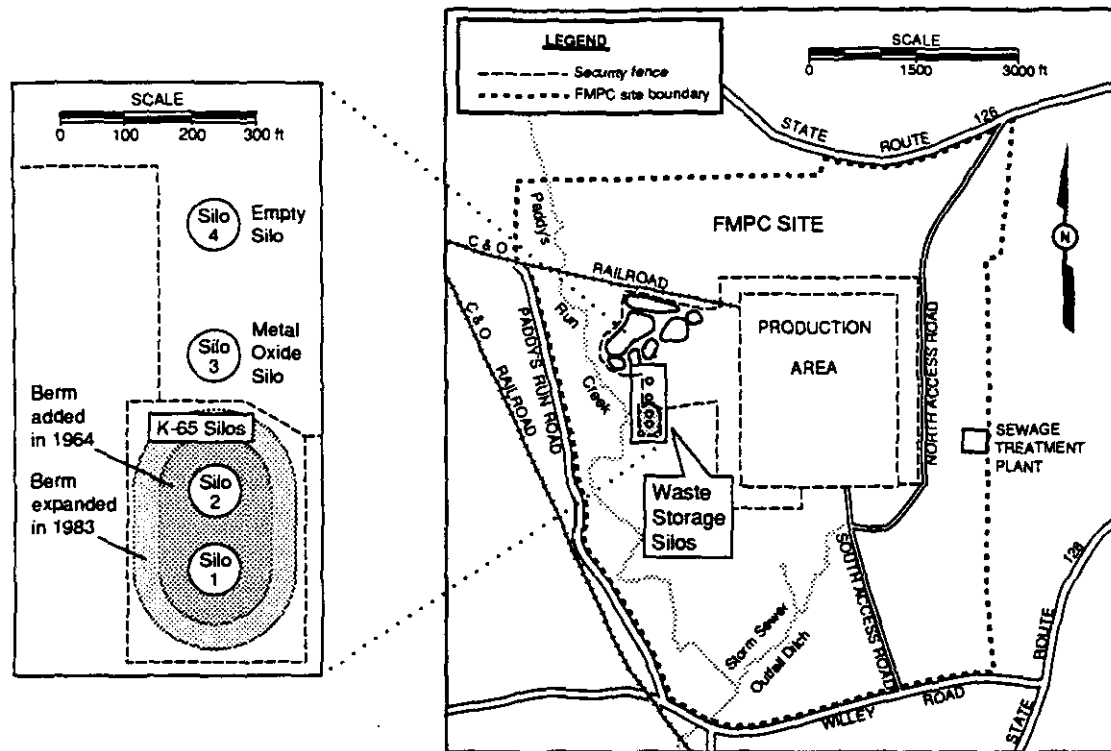 SCALE
0 100 200 300 ft
Silo
4
Empty
Silo
Silo
3
Metal
Oxide
Silo
Berm
added
in 1964
K-65 Silos
Berm
expanded
in 1983
Silo
2
Silo
1
LEGEND
Security fence
FMPC site boundary
SCALE
0 1500 3000 ft
STATE ROUTE 126
Paddy's Run Creek
FMPC SITE
N
C & O RAILROAD
C & O RAILROAD
PADDY'S RUN ROAD
PRODUCTION
AREA
NORTH ACCESS ROAD
SEWAGE
TREATMENT
PLANT
Waste
Storage
Silos
SOUTH ACCESS ROAD
Storm Sewer
Outfall Ditch
WILLEY ROAD
STATE ROUTE 128